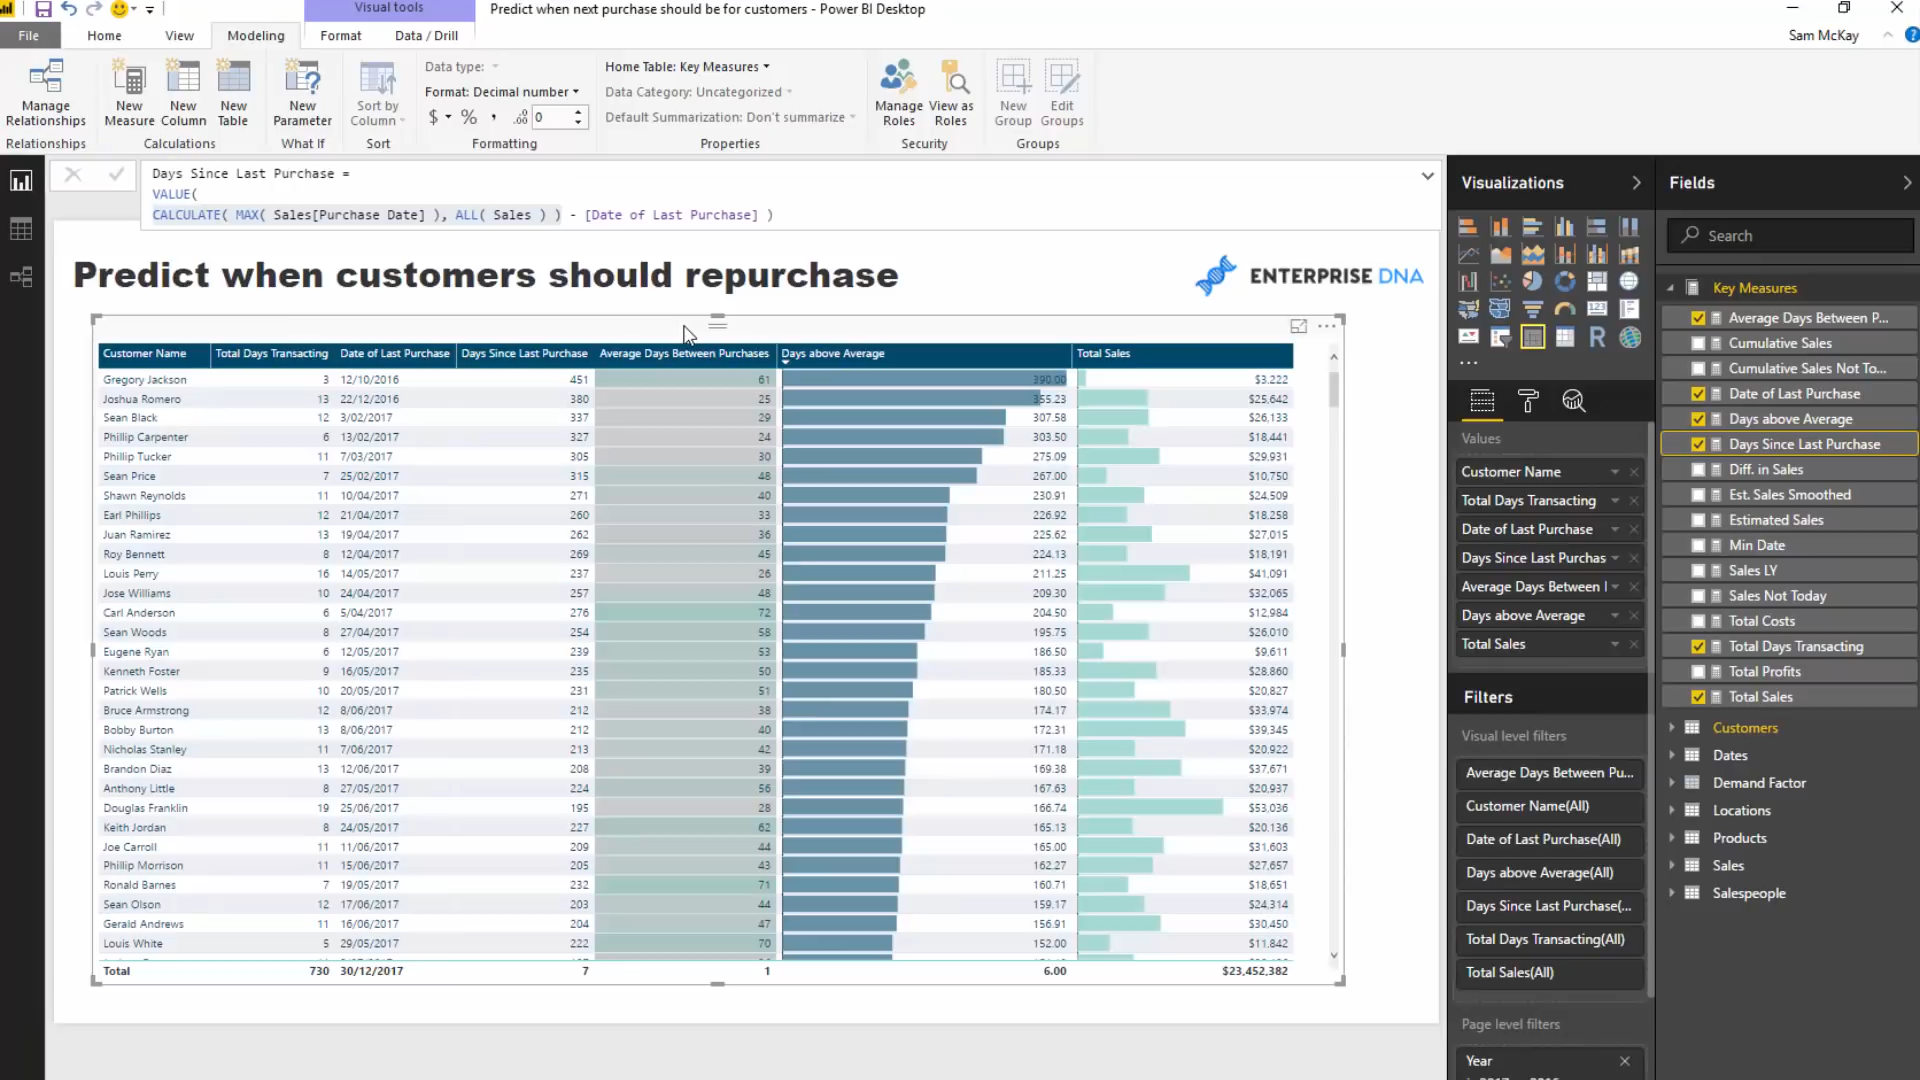 Visual tools
Predict when next purchase should be for customers - Power BI Desktop
File Home View Modeling Format Data / Drill
Sam McKay
Manage Relationships
New Measure
New Column
New Table
New Parameter
Sort by Column
Data type:
Format: Decimal number
$ % , .00 0
Home Table: Key Measures
Data Category: Uncategorized
Default Summarization: Don't summarize
Manage Roles
View as Roles
New Group
Edit Groups
Relationships Calculations What If Sort Formatting Properties Security Groups
Days Since Last Purchase =
VALUE(
CALCULATE( MAX( Sales[Purchase Date] ), ALL( Sales ) ) - [Date of Last Purchase] )
Predict when customers should repurchase
ENTERPRISE DNA
Customer Name Total Days Transacting Date of Last Purchase Days Since Last Purchase Average Days Between Purchases Days above Average Total Sales
Gregory Jackson 3 12/10/2016 451 61 390.00 $3,222
Joshua Romero 13 22/12/2016 380 25 355.23 $25,642
Sean Black 12 3/02/2017 337 29 307.58 $26,133
Phillip Carpenter 6 13/02/2017 327 24 303.50 $18,441
Phillip Tucker 11 7/03/2017 305 30 275.09 $29,931
Sean Price 7 25/02/2017 315 48 267.00 $10,750
Shawn Reynolds 11 10/04/2017 271 40 230.91 $24,509
Earl Phillips 12 21/04/2017 260 33 226.92 $18,258
Juan Ramirez 13 19/04/2017 262 36 225.62 $27,015
Roy Bennett 8 12/04/2017 269 45 224.13 $18,191
Louis Perry 16 14/05/2017 237 26 211.25 $41,091
Jose Williams 10 24/04/2017 257 48 209.30 $32,065
Carl Anderson 6 5/04/2017 276 72 204.50 $12,984
Sean Woods 8 27/04/2017 254 58 195.75 $26,010
Eugene Ryan 6 12/05/2017 239 53 186.50 $9,611
Kenneth Foster 9 16/05/2017 235 50 185.33 $28,860
Patrick Wells 10 20/05/2017 231 51 180.50 $20,827
Bruce Armstrong 12 8/06/2017 212 38 174.17 $33,974
Bobby Burton 13 8/06/2017 212 40 172.31 $39,345
Nicholas Stanley 11 7/06/2017 213 42 171.18 $20,922
Brandon Diaz 13 12/06/2017 208 39 169.38 $37,671
Anthony Little 8 27/05/2017 224 56 167.63 $20,937
Douglas Franklin 19 25/06/2017 195 28 166.74 $53,036
Keith Jordan 8 24/05/2017 227 62 165.13 $20,136
Joe Carroll 11 11/06/2017 209 44 165.00 $31,603
Phillip Morrison 11 15/06/2017 205 43 162.27 $27,657
Ronald Barnes 7 19/05/2017 232 71 160.71 $18,651
Sean Olson 12 17/06/2017 203 44 159.17 $24,314
Gerald Andrews 11 16/06/2017 204 47 156.91 $30,450
Louis White 5 29/05/2017 222 70 152.00 $11,842
Total 730 30/12/2017 7 1 6.00 $23,452,382
Visualizations
R
123
...
Values
Customer Name
Total Days Transacting
Date of Last Purchase
Days Since Last Purchas
Average Days Between I
Days above Average
Total Sales
Filters
Visual level filters
Average Days Between Pu...
Customer Name(All)
Date of Last Purchase(All)
Days above Average(All)
Days Since Last Purchase(...
Total Days Transacting(All)
Total Sales(All)
Page level filters
Year
Fields
Search
Key Measures
Average Days Between P...
Cumulative Sales
Cumulative Sales Not To...
Date of Last Purchase
Days above Average
Days Since Last Purchase
Diff. in Sales
Est. Sales Smoothed
Estimated Sales
Min Date
Sales LY
Sales Not Today
Total Costs
Total Days Transacting
Total Profits
Total Sales
Customers
Dates
Demand Factor
Locations
Products
Sales
Salespeople